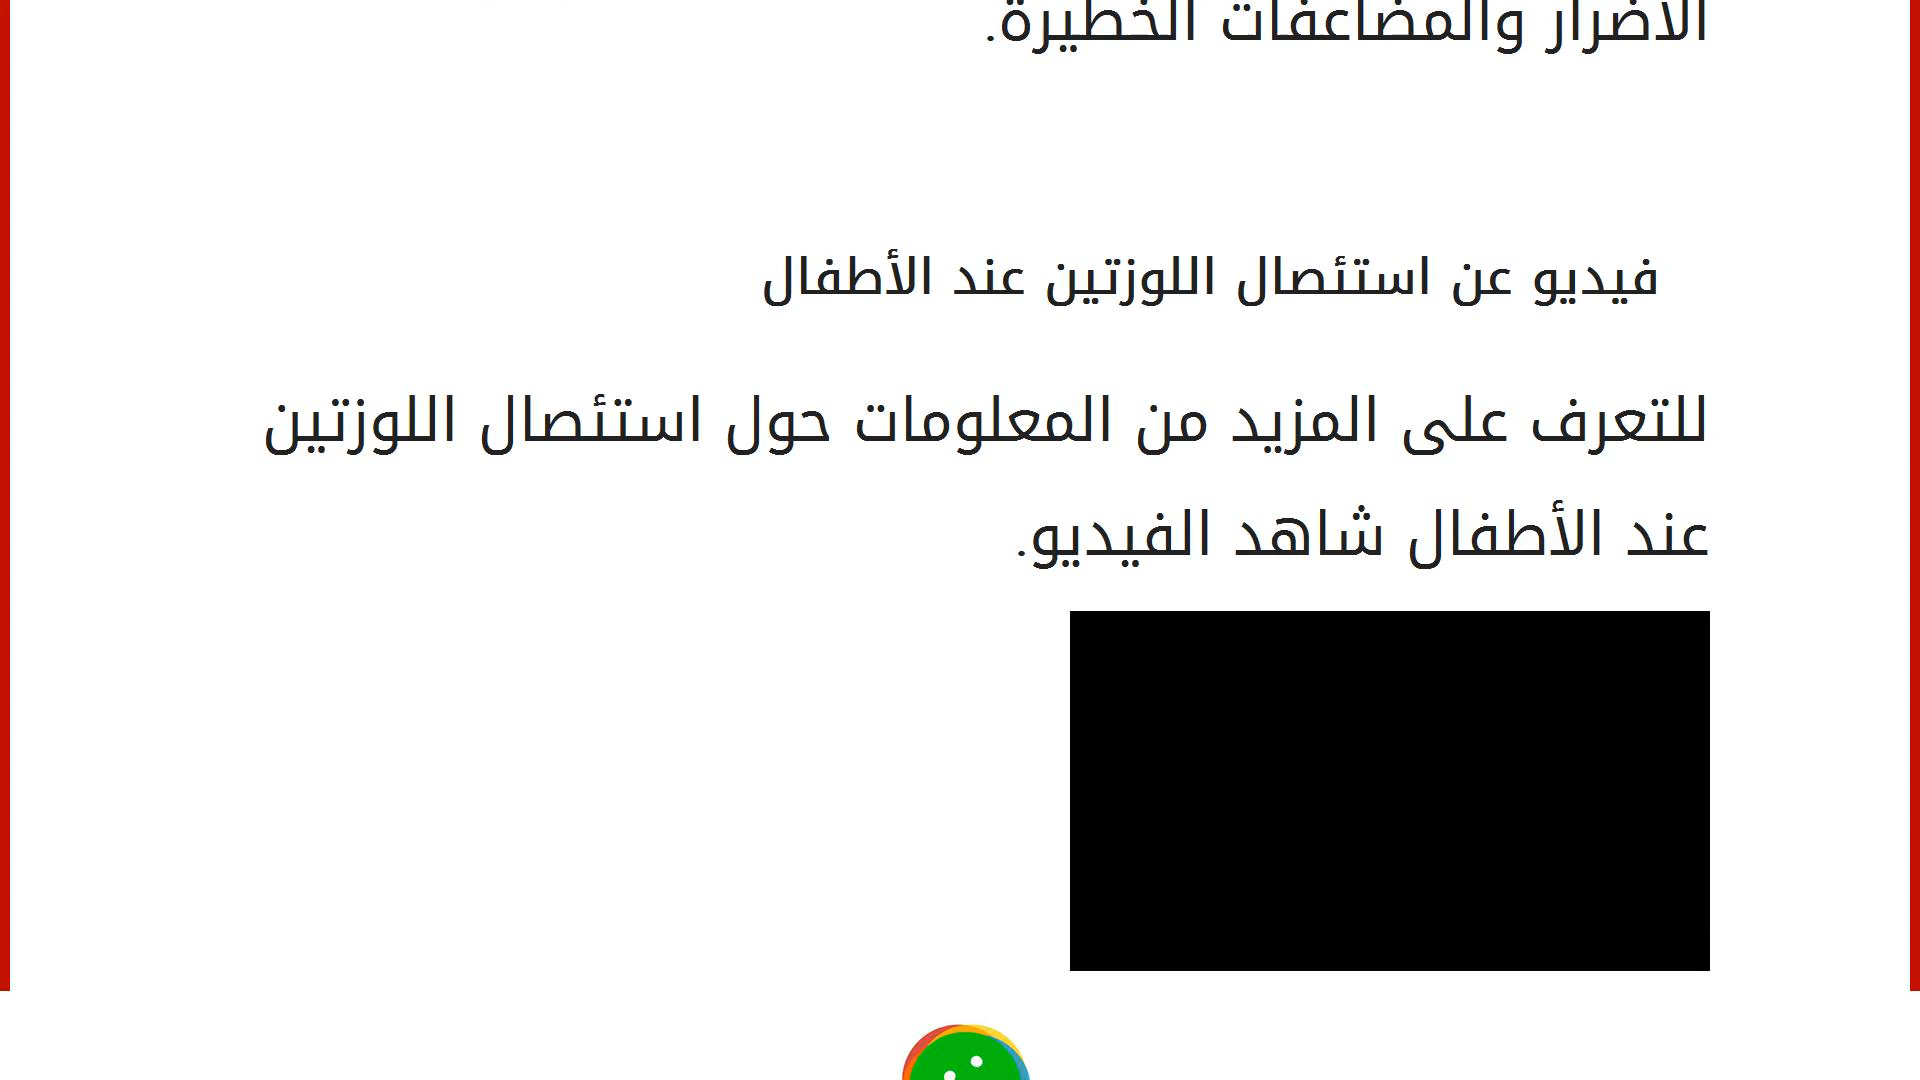 الأضرار والمضاعفات الخطيرة.
فيديو عن استئصال اللوزتين عند الأطفال
للتعرف على المزيد من المعلومات حول استئصال اللوزتين
عند الأطفال شاهد الفيديو.